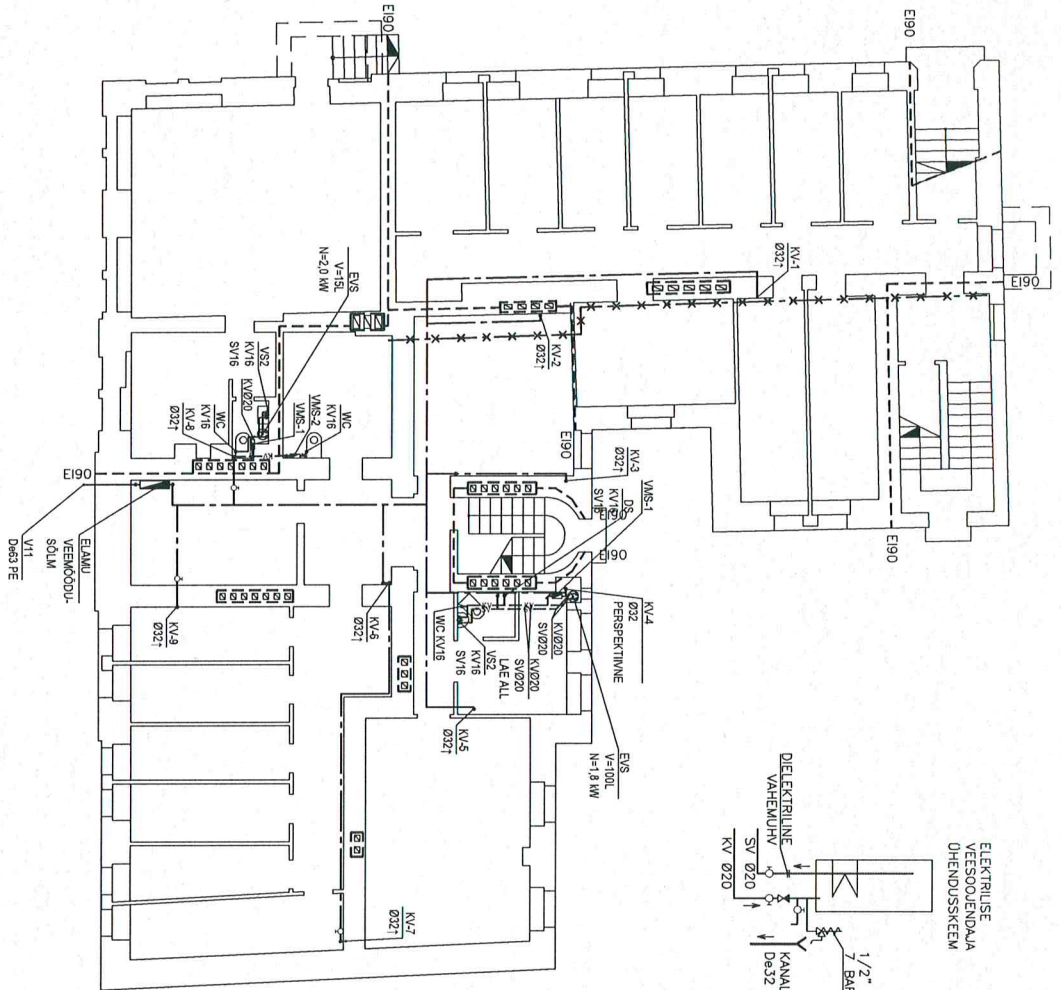 EI90
EI90
EI90
KV-1
Ø32↑
EVS
V=15L
N=2,0 kW
KV-2
Ø32↑
VS2
KV16
SV16
KVØ20
VMS-1
VMS-2
KV16
WC
WC
KV16
KV-8
Ø32↑
EI90
EI90
EI90
KV-3
Ø32↑
DS
KV16
SV16
VMS-1
EI90
EI90
KV-4
Ø32
PERSPEKTIIVNE
KVØ20
SVØ20
KVØ20
SVØ20
LAE ALL
VS2
KV16
SV16
WC KV16
ELAMU
VEEMÕÕDU-
SÕLM
V11
De63 PE
KV-9
Ø32↑
KV-6
Ø32↑
KV-5
Ø32↑
EVS
V=100L
N=1,8 kW
KV-7
Ø32↑
ELEKTRILISE
VEESOOJENDAJA
ÜHENDUSSKEEM
DIELEKTRILINE
VAHEMUHV
SV Ø20
KV Ø20
1/2"
7 BAR
KANAL
De32